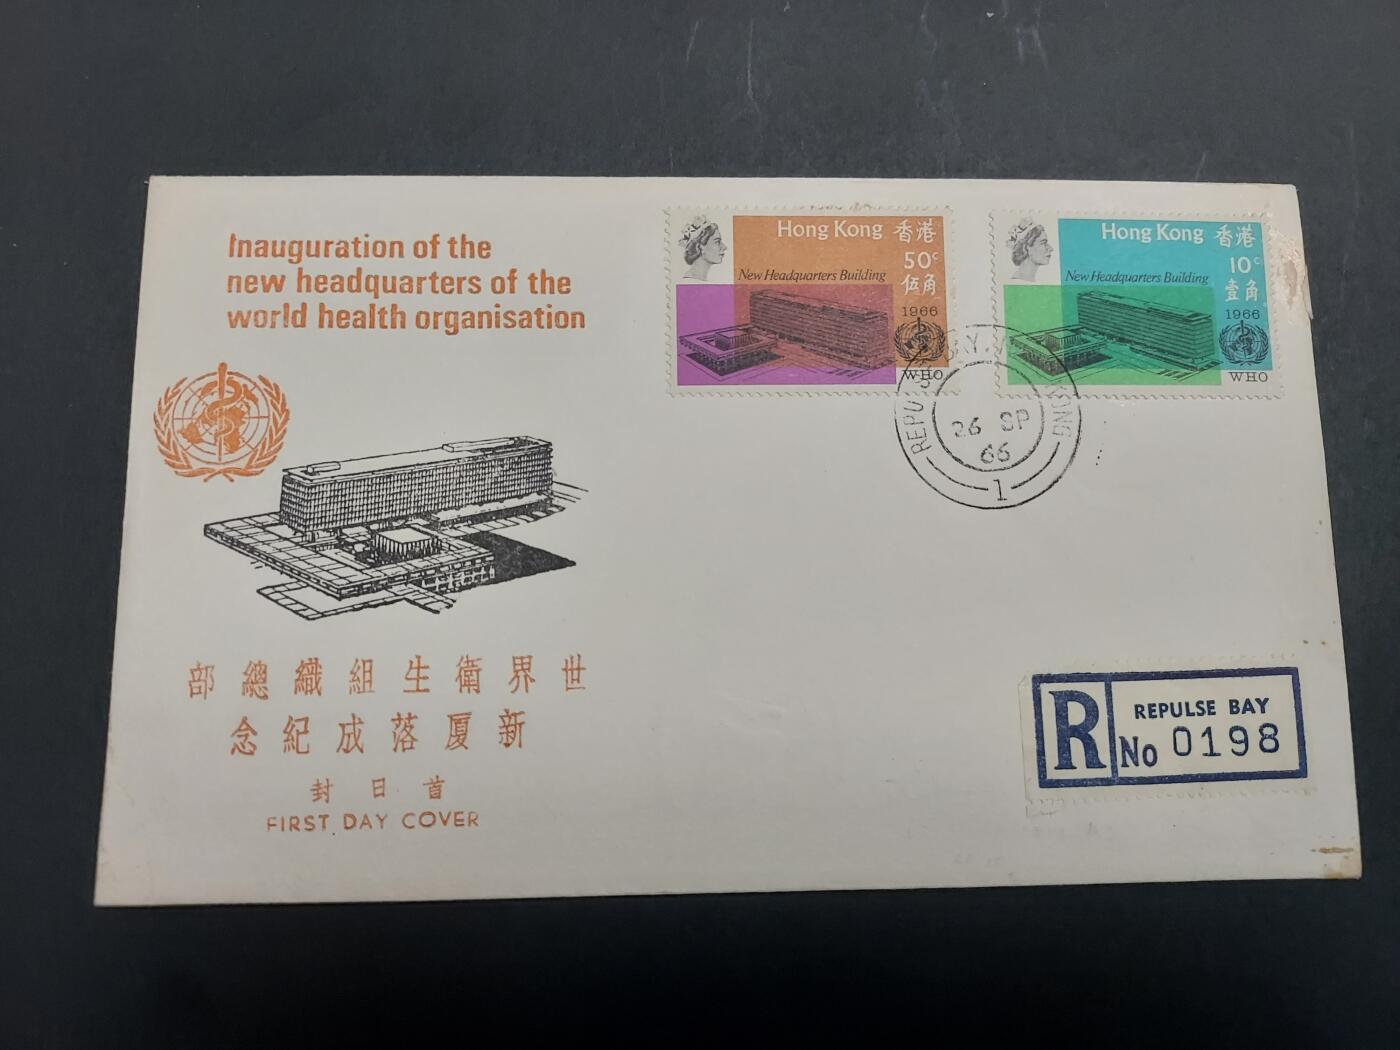 Inauguration of the
new headquarters of the
world health organisation
Hong Kong 香港
50c
伍角
New Headquarters Building
1966
WHO
Hong Kong 香港
10c
壹角
New Headquarters Building
1966
WHO
REPULSE BAY. KONG
26 SP
66
1
部總織組生衛界世
念紀成落厦新
封日首
FIRST DAY COVER
R
REPULSE BAY
No 0198